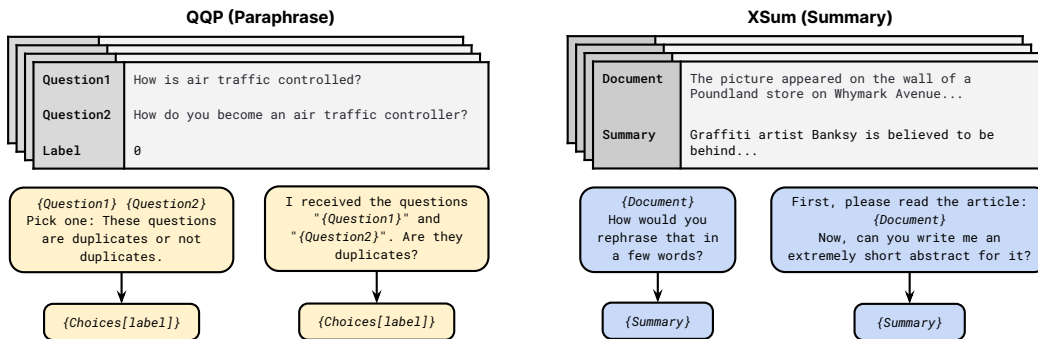 QQP (Paraphrase)
Question1 How is air traffic controlled?
Question2 How do you become an air traffic controller?
Label 0
{Question1} {Question2}
Pick one: These questions
are duplicates or not
duplicates.
{Choices[label]}
I received the questions
"{Question1}" and
"{Question2}". Are they
duplicates?
{Choices[label]}
XSum (Summary)
Document The picture appeared on the wall of a
Poundland store on Whymark Avenue...
Summary Graffiti artist Banksy is believed to be
behind...
{Document}
How would you
rephrase that in
a few words?
{Summary}
First, please read the article:
{Document}
Now, can you write me an
extremely short abstract for it?
{Summary}